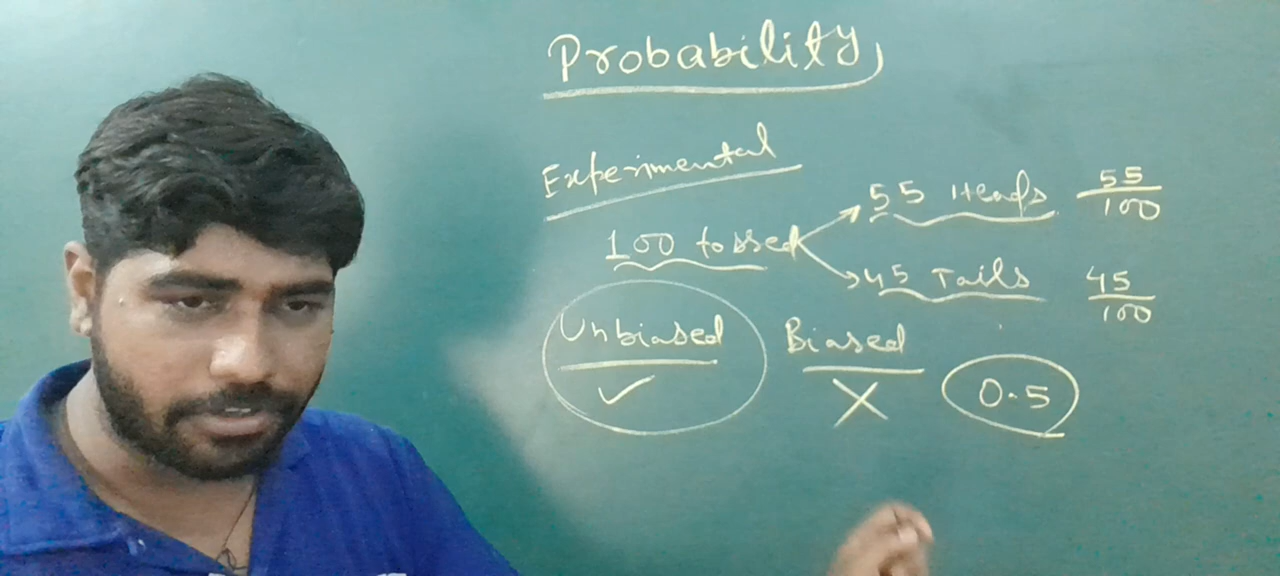 Probability
Experimental
100 tossed
55 Heads 55/100
45 Tails 45/100
Unbiased ✓
Biased X
0.5